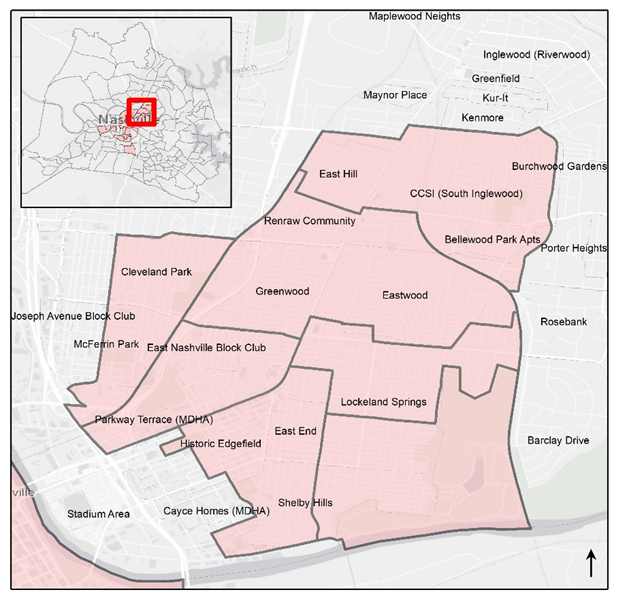 Maplewood Neights
Inglewood (Riverwood)
Greenfield
Maynor Place
Kur-It
Kenmore
Nashville
East Hill
Burchwood Gardens
CCSI (South Inglewood)
Renraw Community
Bellewood Park Apts
Porter Heights
Cleveland Park
Greenwood
Eastwood
Joseph Avenue Block Club
Rosebank
McFerrin Park
East Nashville Block Club
Lockeland Springs
Parkway Terrace (MDHA)
East End
Historic Edgefield
Barclay Drive
ville
Shelby Hills
Stadium Area
Cayce Homes (MDHA)